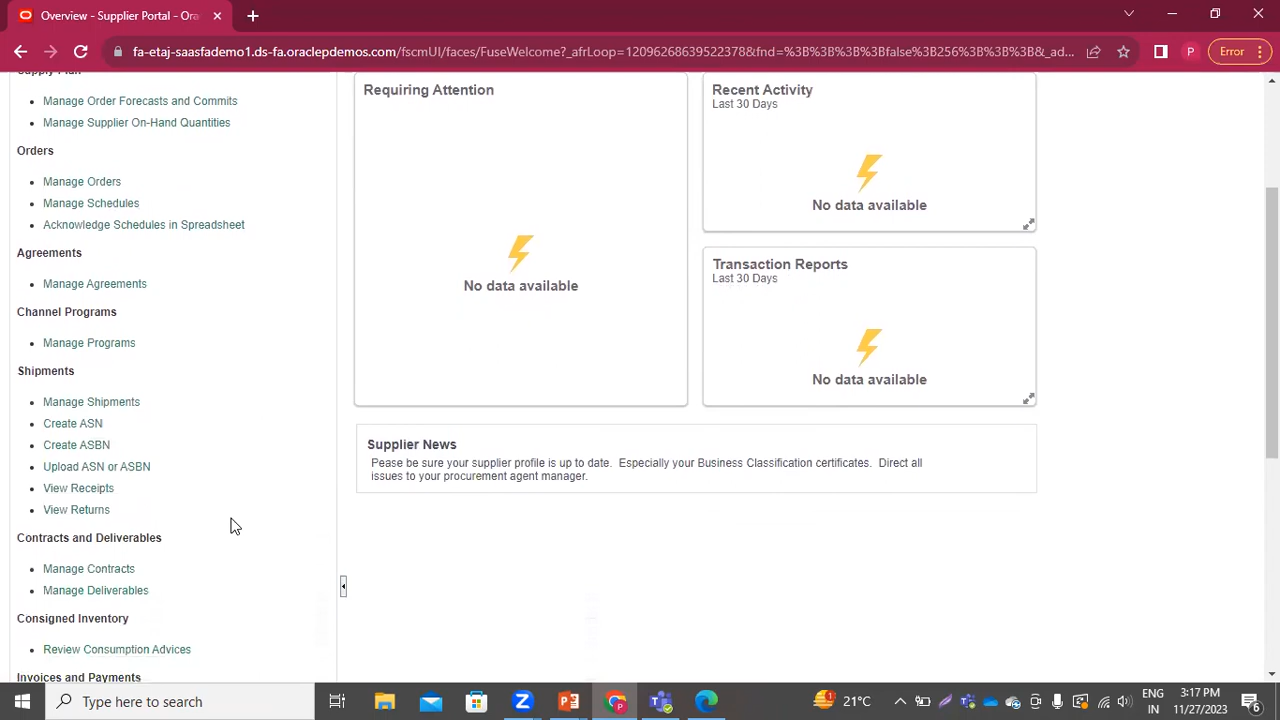 Overview - Supplier Portal - Ora
fa-etaj-saasfademo1.ds-fa.oraclepdemos.com/fscmUI/faces/FuseWelcome?_afrLoop=12096268639522378&fnd=%3B%3B%3B%3Bfalse%3B256%3B%3B%3B&_ad...
P
Error
Supply Plan
Manage Order Forecasts and Commits
Manage Supplier On-Hand Quantities
Orders
Manage Orders
Manage Schedules
Acknowledge Schedules in Spreadsheet
Agreements
Manage Agreements
Channel Programs
Manage Programs
Shipments
Manage Shipments
Create ASN
Create ASBN
Upload ASN or ASBN
View Receipts
View Returns
Contracts and Deliverables
Manage Contracts
Manage Deliverables
Consigned Inventory
Review Consumption Advices
Invoices and Payments
Requiring Attention
No data available
Recent Activity
Last 30 Days
No data available
Transaction Reports
Last 30 Days
No data available
Supplier News
Pease be sure your supplier profile is up to date. Especially your Business Classification certificates. Direct all
issues to your procurement agent manager.
Type here to search
21°C
ENG
IN
3:17 PM
11/27/2023
6